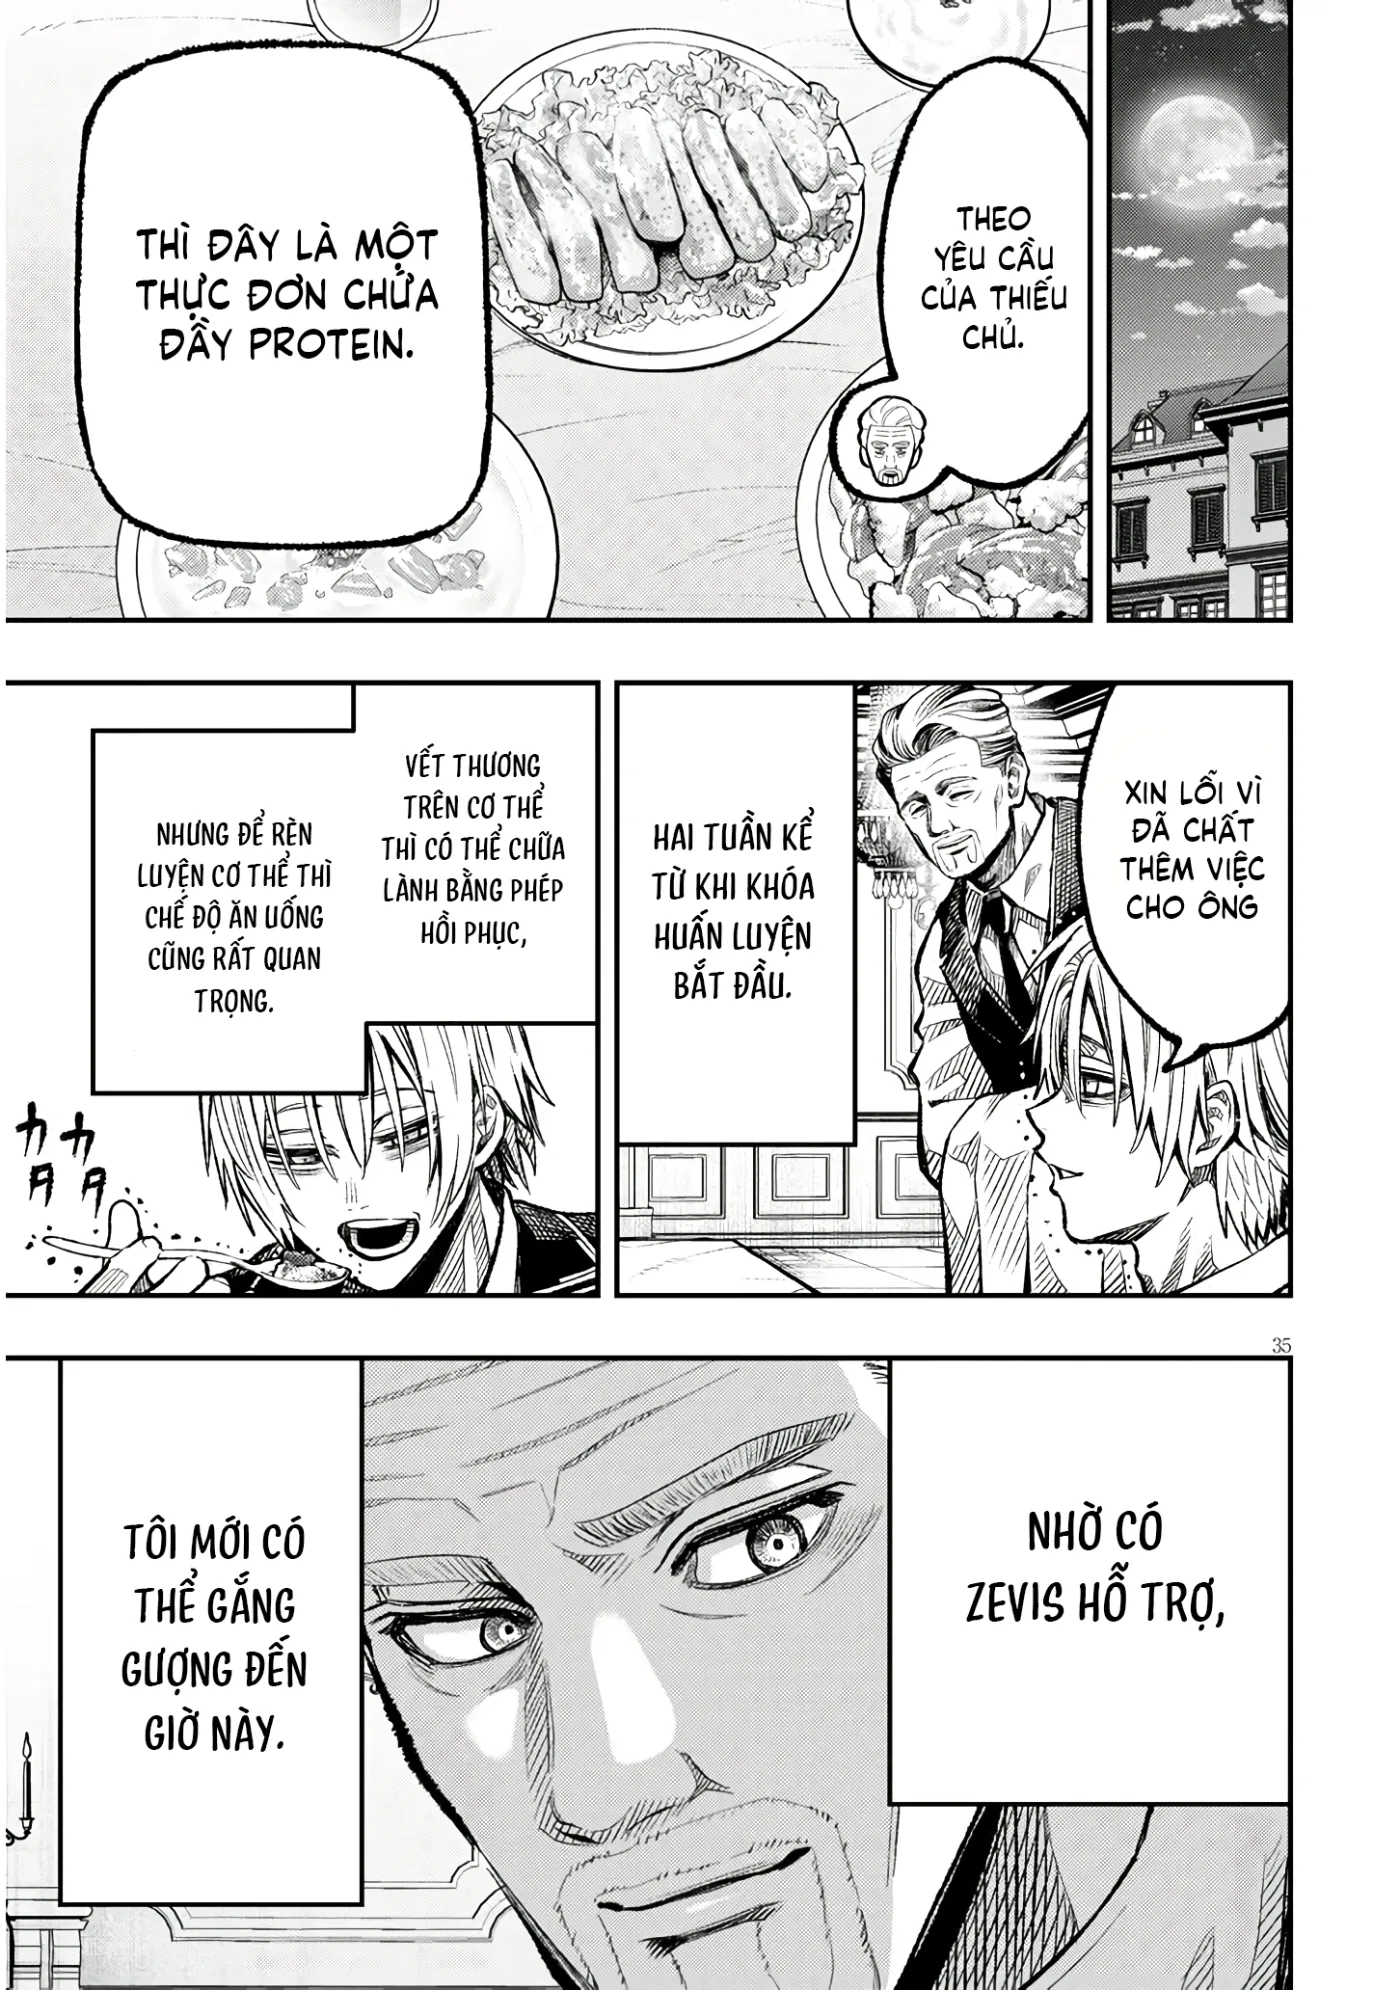 THEO
YÊU CẦU
CỦA THIẾU
CHỦ.
THÌ ĐÂY LÀ MỘT
THỰC ĐƠN CHỨA
ĐẦY PROTEIN.
XIN LỖI VÌ
ĐÃ CHẤT
THÊM VIỆC
CHO ÔNG
HAI TUẦN KỂ
TỪ KHI KHÓA
HUẤN LUYỆN
BẮT ĐẦU.
VẾT THƯƠNG
TRÊN CƠ THỂ
THÌ CÓ THỂ CHỮA
LÀNH BẰNG PHÉP
HỒI PHỤC,
NHƯNG ĐỂ RÈN
LUYỆN CƠ THỂ THÌ
CHẾ ĐỘ ĂN UỐNG
CŨNG RẤT QUAN
TRỌNG.
カタ
カタ
35
NHỜ CÓ
ZEVIS HỖ TRỢ,
TÔI MỚI CÓ
THỂ GẮNG
GƯỢNG ĐẾN
GIỜ NÀY.